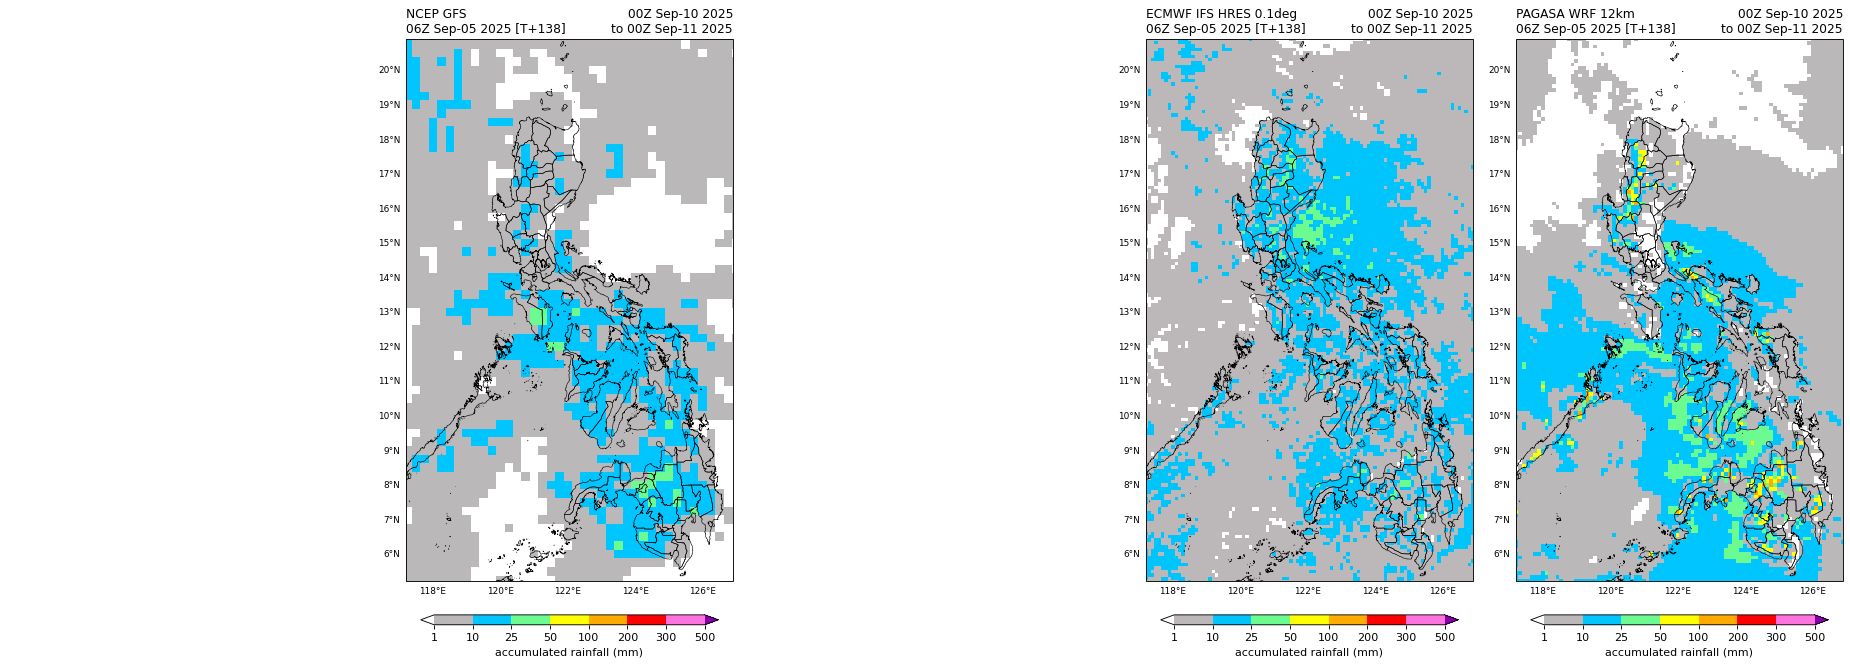 NCEP GFS 00Z Sep-10 2025
06Z Sep-05 2025 [T+138] to 00Z Sep-11 2025
20°N
19°N
18°N
17°N
16°N
15°N
14°N
13°N
12°N
11°N
10°N
9°N
8°N
7°N
6°N
118°E 120°E 122°E 124°E 126°E
1 10 25 50 100 200 300 500
accumulated rainfall (mm)
ECMWF IFS HRES 0.1deg 00Z Sep-10 2025
06Z Sep-05 2025 [T+138] to 00Z Sep-11 2025
20°N
19°N
18°N
17°N
16°N
15°N
14°N
13°N
12°N
11°N
10°N
9°N
8°N
7°N
6°N
118°E 120°E 122°E 124°E 126°E
1 10 25 50 100 200 300 500
accumulated rainfall (mm)
PAGASA WRF 12km 00Z Sep-10 2025
06Z Sep-05 2025 [T+138] to 00Z Sep-11 2025
20°N
19°N
18°N
17°N
16°N
15°N
14°N
13°N
12°N
11°N
10°N
9°N
8°N
7°N
6°N
118°E 120°E 122°E 124°E 126°E
1 10 25 50 100 200 300 500
accumulated rainfall (mm)